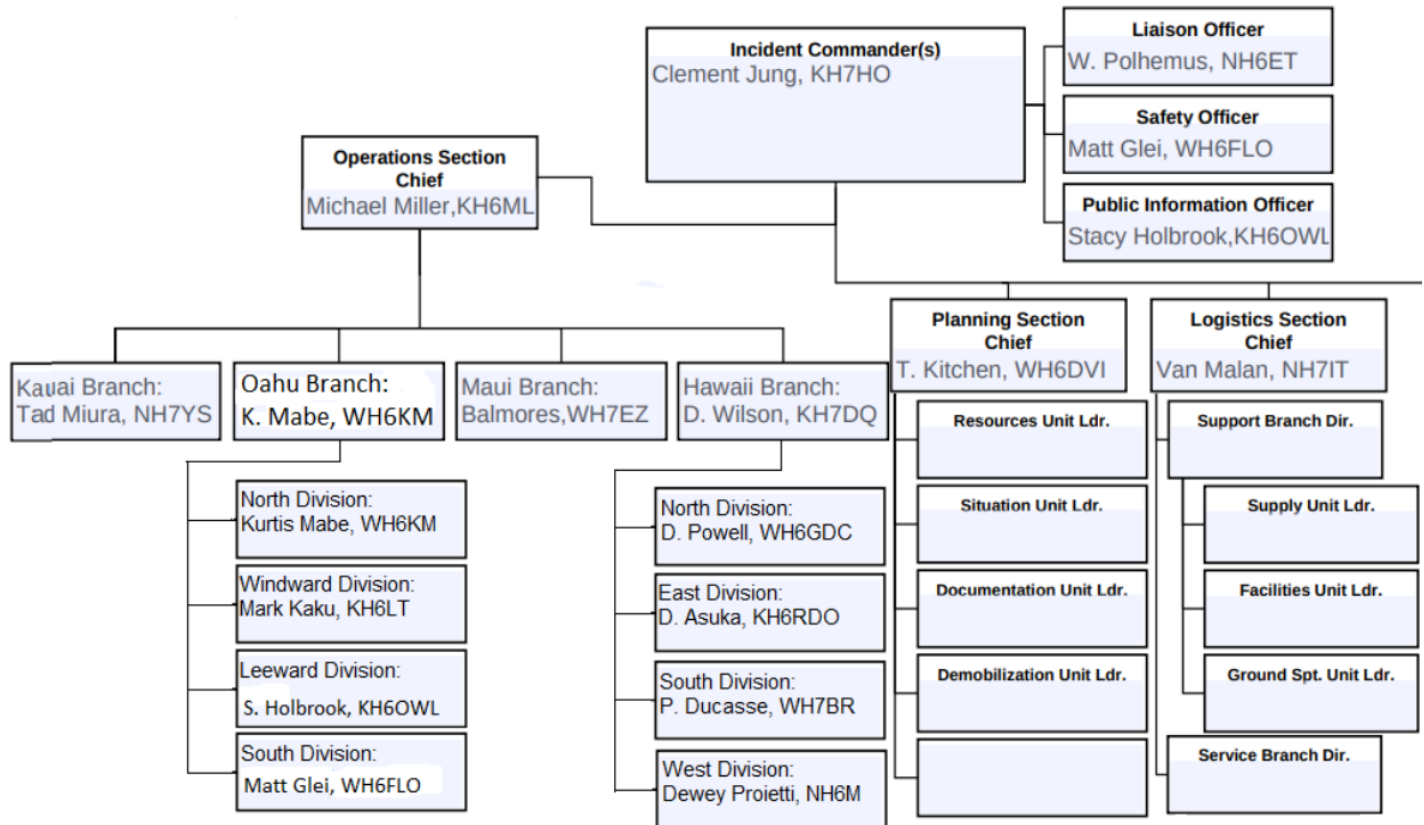 Incident Commander(s)
Clement Jung, KH7HO
Liaison Officer
W. Polhemus, NH6ET
Safety Officer
Matt Glei, WH6FLO
Public Information Officer
Stacy Holbrook,KH6OWL
Operations Section
Chief
Michael Miller,KH6ML
Planning Section
Chief
T. Kitchen, WH6DVI
Logistics Section
Chief
Van Malan, NH7IT
Kauai Branch:
Tad Miura, NH7YS
Oahu Branch:
K. Mabe, WH6KM
Maui Branch:
Balmores,WH7EZ
Hawaii Branch:
D. Wilson, KH7DQ
North Division:
Kurtis Mabe, WH6KM
Windward Division:
Mark Kaku, KH6LT
Leeward Division:
S. Holbrook, KH6OWL
South Division:
Matt Glei, WH6FLO
North Division:
D. Powell, WH6GDC
East Division:
D. Asuka, KH6RDO
South Division:
P. Ducasse, WH7BR
West Division:
Dewey Proietti, NH6M
Resources Unit Ldr.
Situation Unit Ldr.
Documentation Unit Ldr.
Demobilization Unit Ldr.
Support Branch Dir.
Supply Unit Ldr.
Facilities Unit Ldr.
Ground Spt. Unit Ldr.
Service Branch Dir.